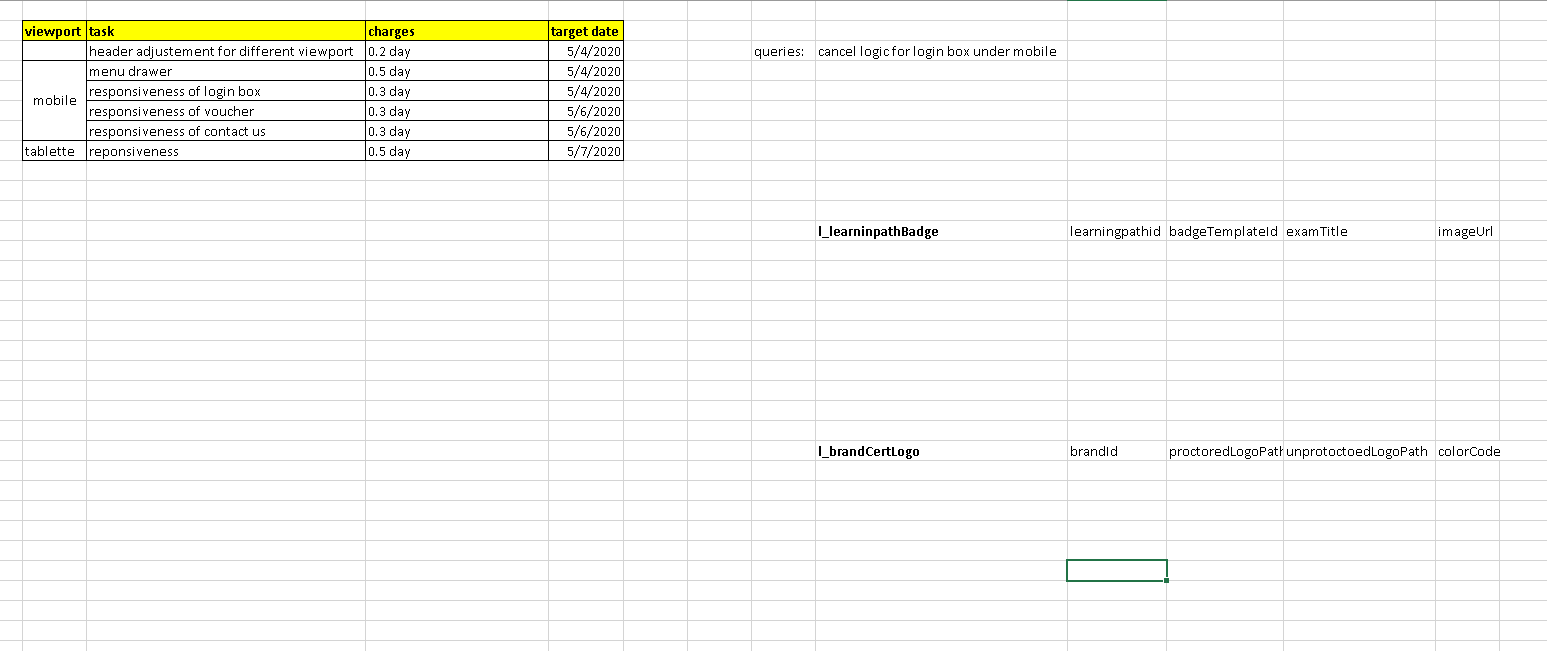 viewport task charges target date
header adjustement for different viewport 0.2 day 5/4/2020 queries: cancel logic for login box under mobile
menu drawer 0.5 day 5/4/2020
mobile responsiveness of login box 0.3 day 5/4/2020
responsiveness of voucher 0.3 day 5/6/2020
responsiveness of contact us 0.3 day 5/6/2020
tablette reponsiveness 0.5 day 5/7/2020
l_learninpathBadge learningpathid badgeTemplateId examTitle imageUrl
l_brandCertLogo brandId proctoredLogoPath unprotoctoedLogoPath colorCode